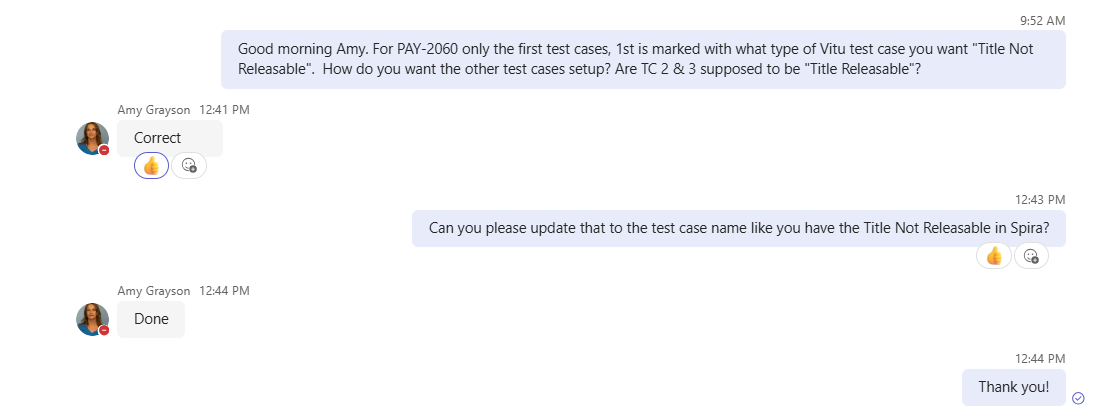 9:52 AM
Good morning Amy. For PAY-2060 only the first test cases, 1st is marked with what type of Vitu test case you want "Title Not
Releasable".  How do you want the other test cases setup? Are TC 2 & 3 supposed to be "Title Releasable"?
Amy Grayson 12:41 PM
Correct
12:43 PM
Can you please update that to the test case name like you have the Title Not Releasable in Spira?
Amy Grayson 12:44 PM
Done
12:44 PM
Thank you!